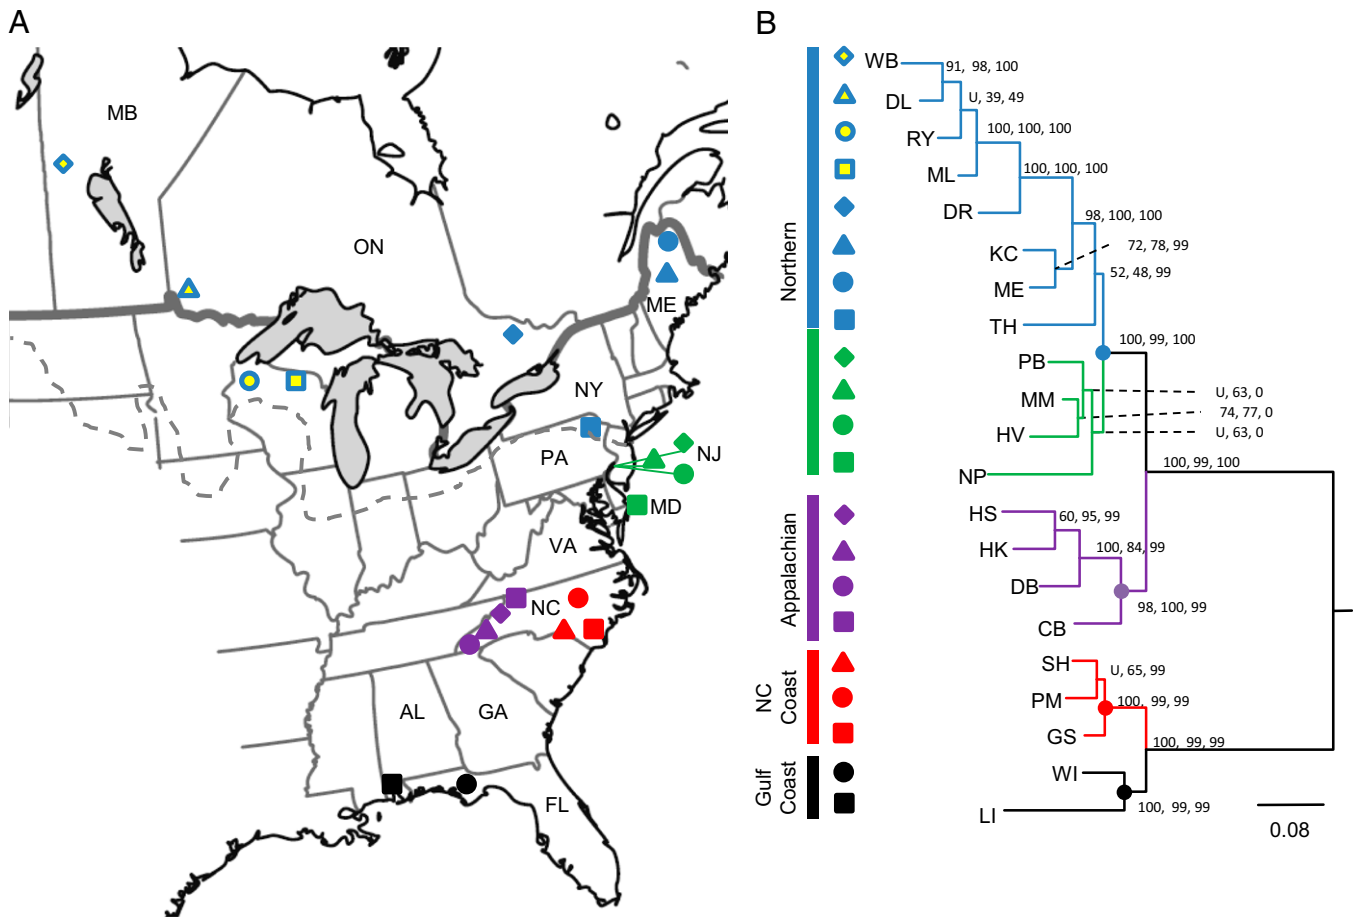 A
MB
ON
ME
NY
PA
NJ
MD
VA
NC
AL
GA
FL
B
Northern
Appalachian
NC
Coast
Gulf
Coast
WB
91, 98, 100
DL
U, 39, 49
RY
100, 100, 100
ML
100, 100, 100
DR
98, 100, 100
KC
72, 78, 99
ME
52, 48, 99
TH
100, 99, 100
PB
U, 63, 0
MM
74, 77, 0
HV
U, 63, 0
NP
100, 99, 100
HS
60, 95, 99
HK
100, 84, 99
DB
98, 100, 99
CB
SH
U, 65, 99
PM
100, 99, 99
GS
100, 99, 99
WI
100, 99, 99
LI
0.08